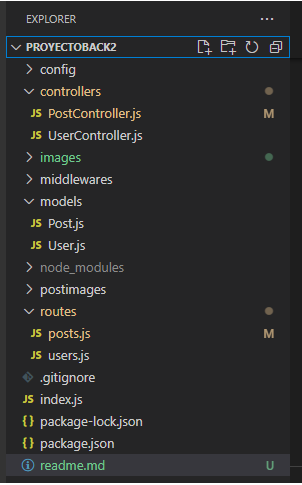 EXPLORER
PROYECTOBACK2
config
controllers
JS PostController.js M
JS UserController.js
images
middlewares
models
JS Post.js
JS User.js
node_modules
postimages
routes
JS posts.js M
JS users.js
.gitignore
JS index.js
{} package-lock.json
{} package.json
readme.md U